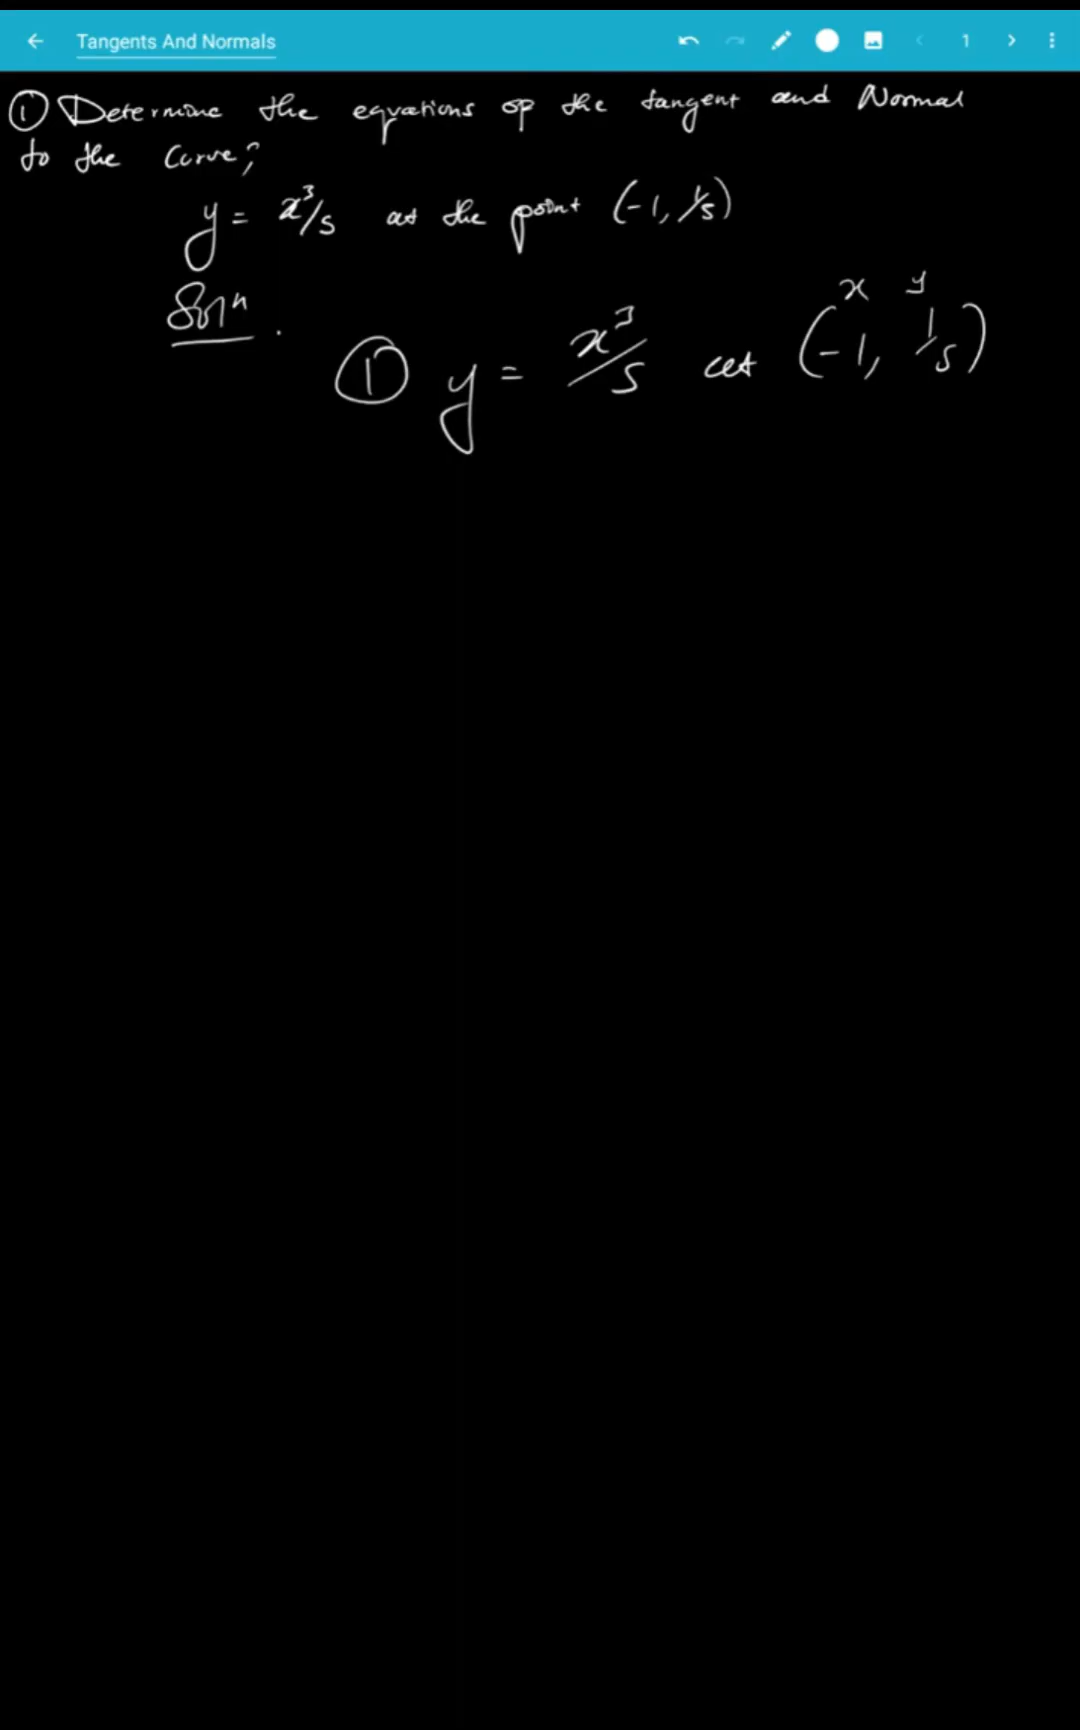 Tangents And Normals
1
① Determine the equations of the tangent and Normal
to the Curve;
y = x³/5 at the point (-1, 1/5)
Solⁿ.
x y
① y = x³/5 at (-1, 1/5)